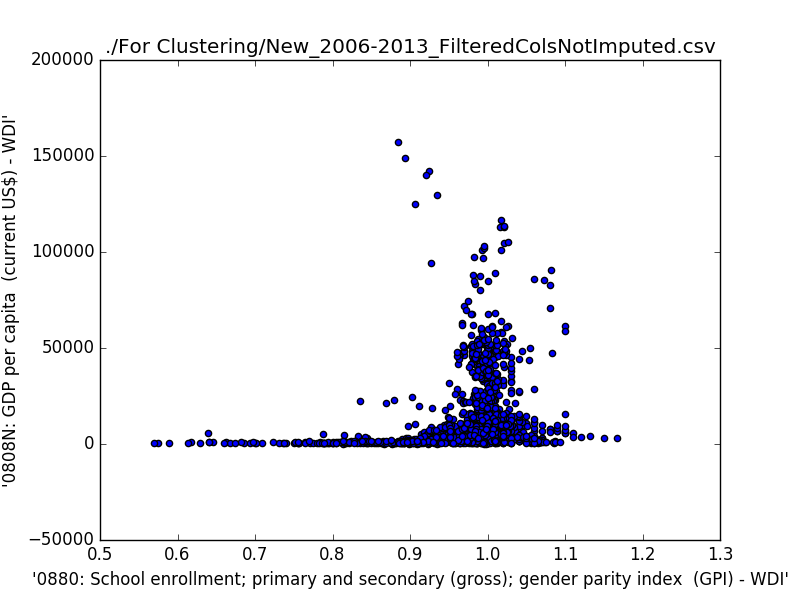 ./For Clustering/New_2006-2013_FilteredColsNotImputed.csv
200000
150000
100000
50000
0
−50000
'0808N: GDP per capita  (current US$) - WDI'
0.5 0.6 0.7 0.8 0.9 1.0 1.1 1.2 1.3
'0880: School enrollment; primary and secondary (gross); gender parity index  (GPI) - WDI'